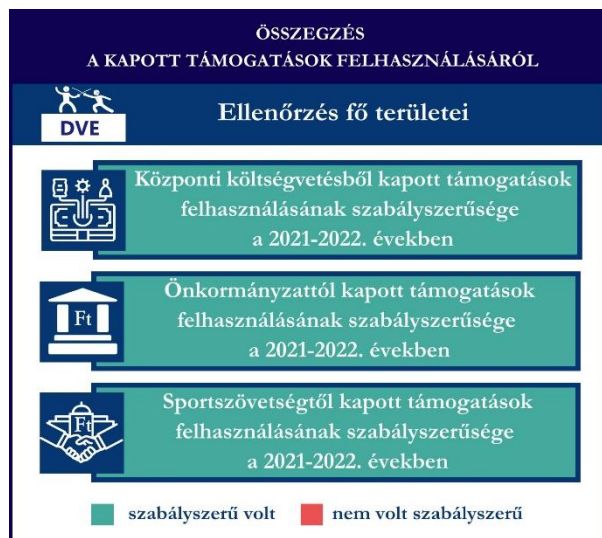 ÖSSZEGZÉS
A KAPOTT TÁMOGATÁSOK FELHASZNÁLÁSÁRÓL
DVE
Ellenőrzés fő területei
Központi költségvetésből kapott támogatások
felhasználásának szabályszerűsége
a 2021-2022. években
Ft
Önkormányzattól kapott támogatások
felhasználásának szabályszerűsége
a 2021-2022. években
Ft
Sportszövetségtől kapott támogatások
felhasználásának szabályszerűsége
a 2021-2022. években
szabályszerű volt
nem volt szabályszerű